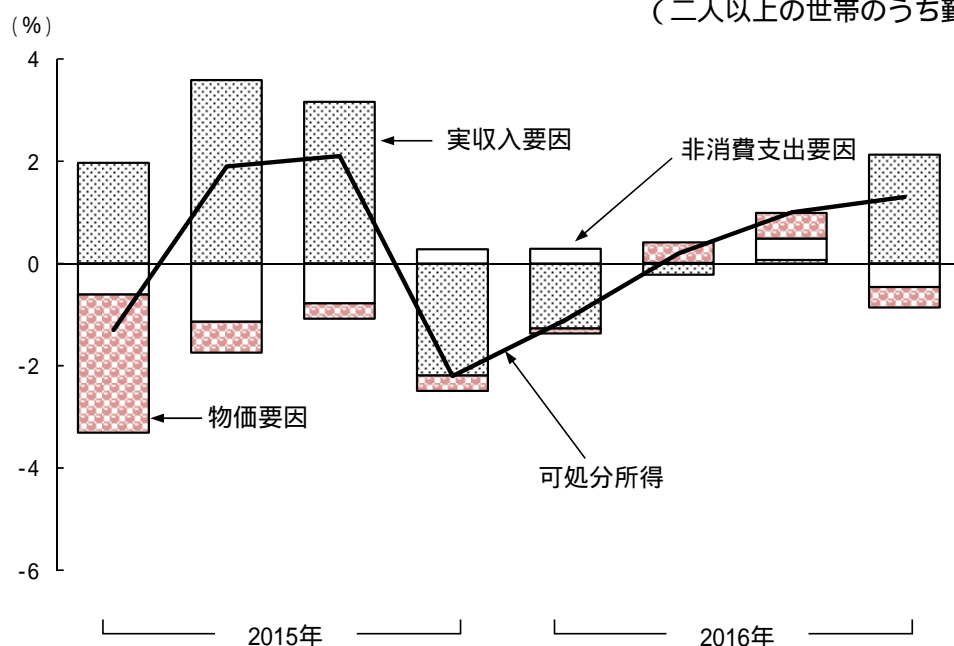 （二人以上の世帯のうち勤
(%)
4
実収入要因
非消費支出要因
2
0
-2
物価要因
-4
可処分所得
-6
2015年
2016年